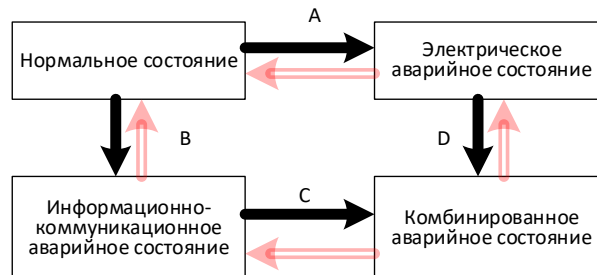 A
Нормальное состояние
Электрическое
аварийное состояние
B
D
Информационно-
коммуникационное
аварийное состояние
C
Комбинированное
аварийное состояние